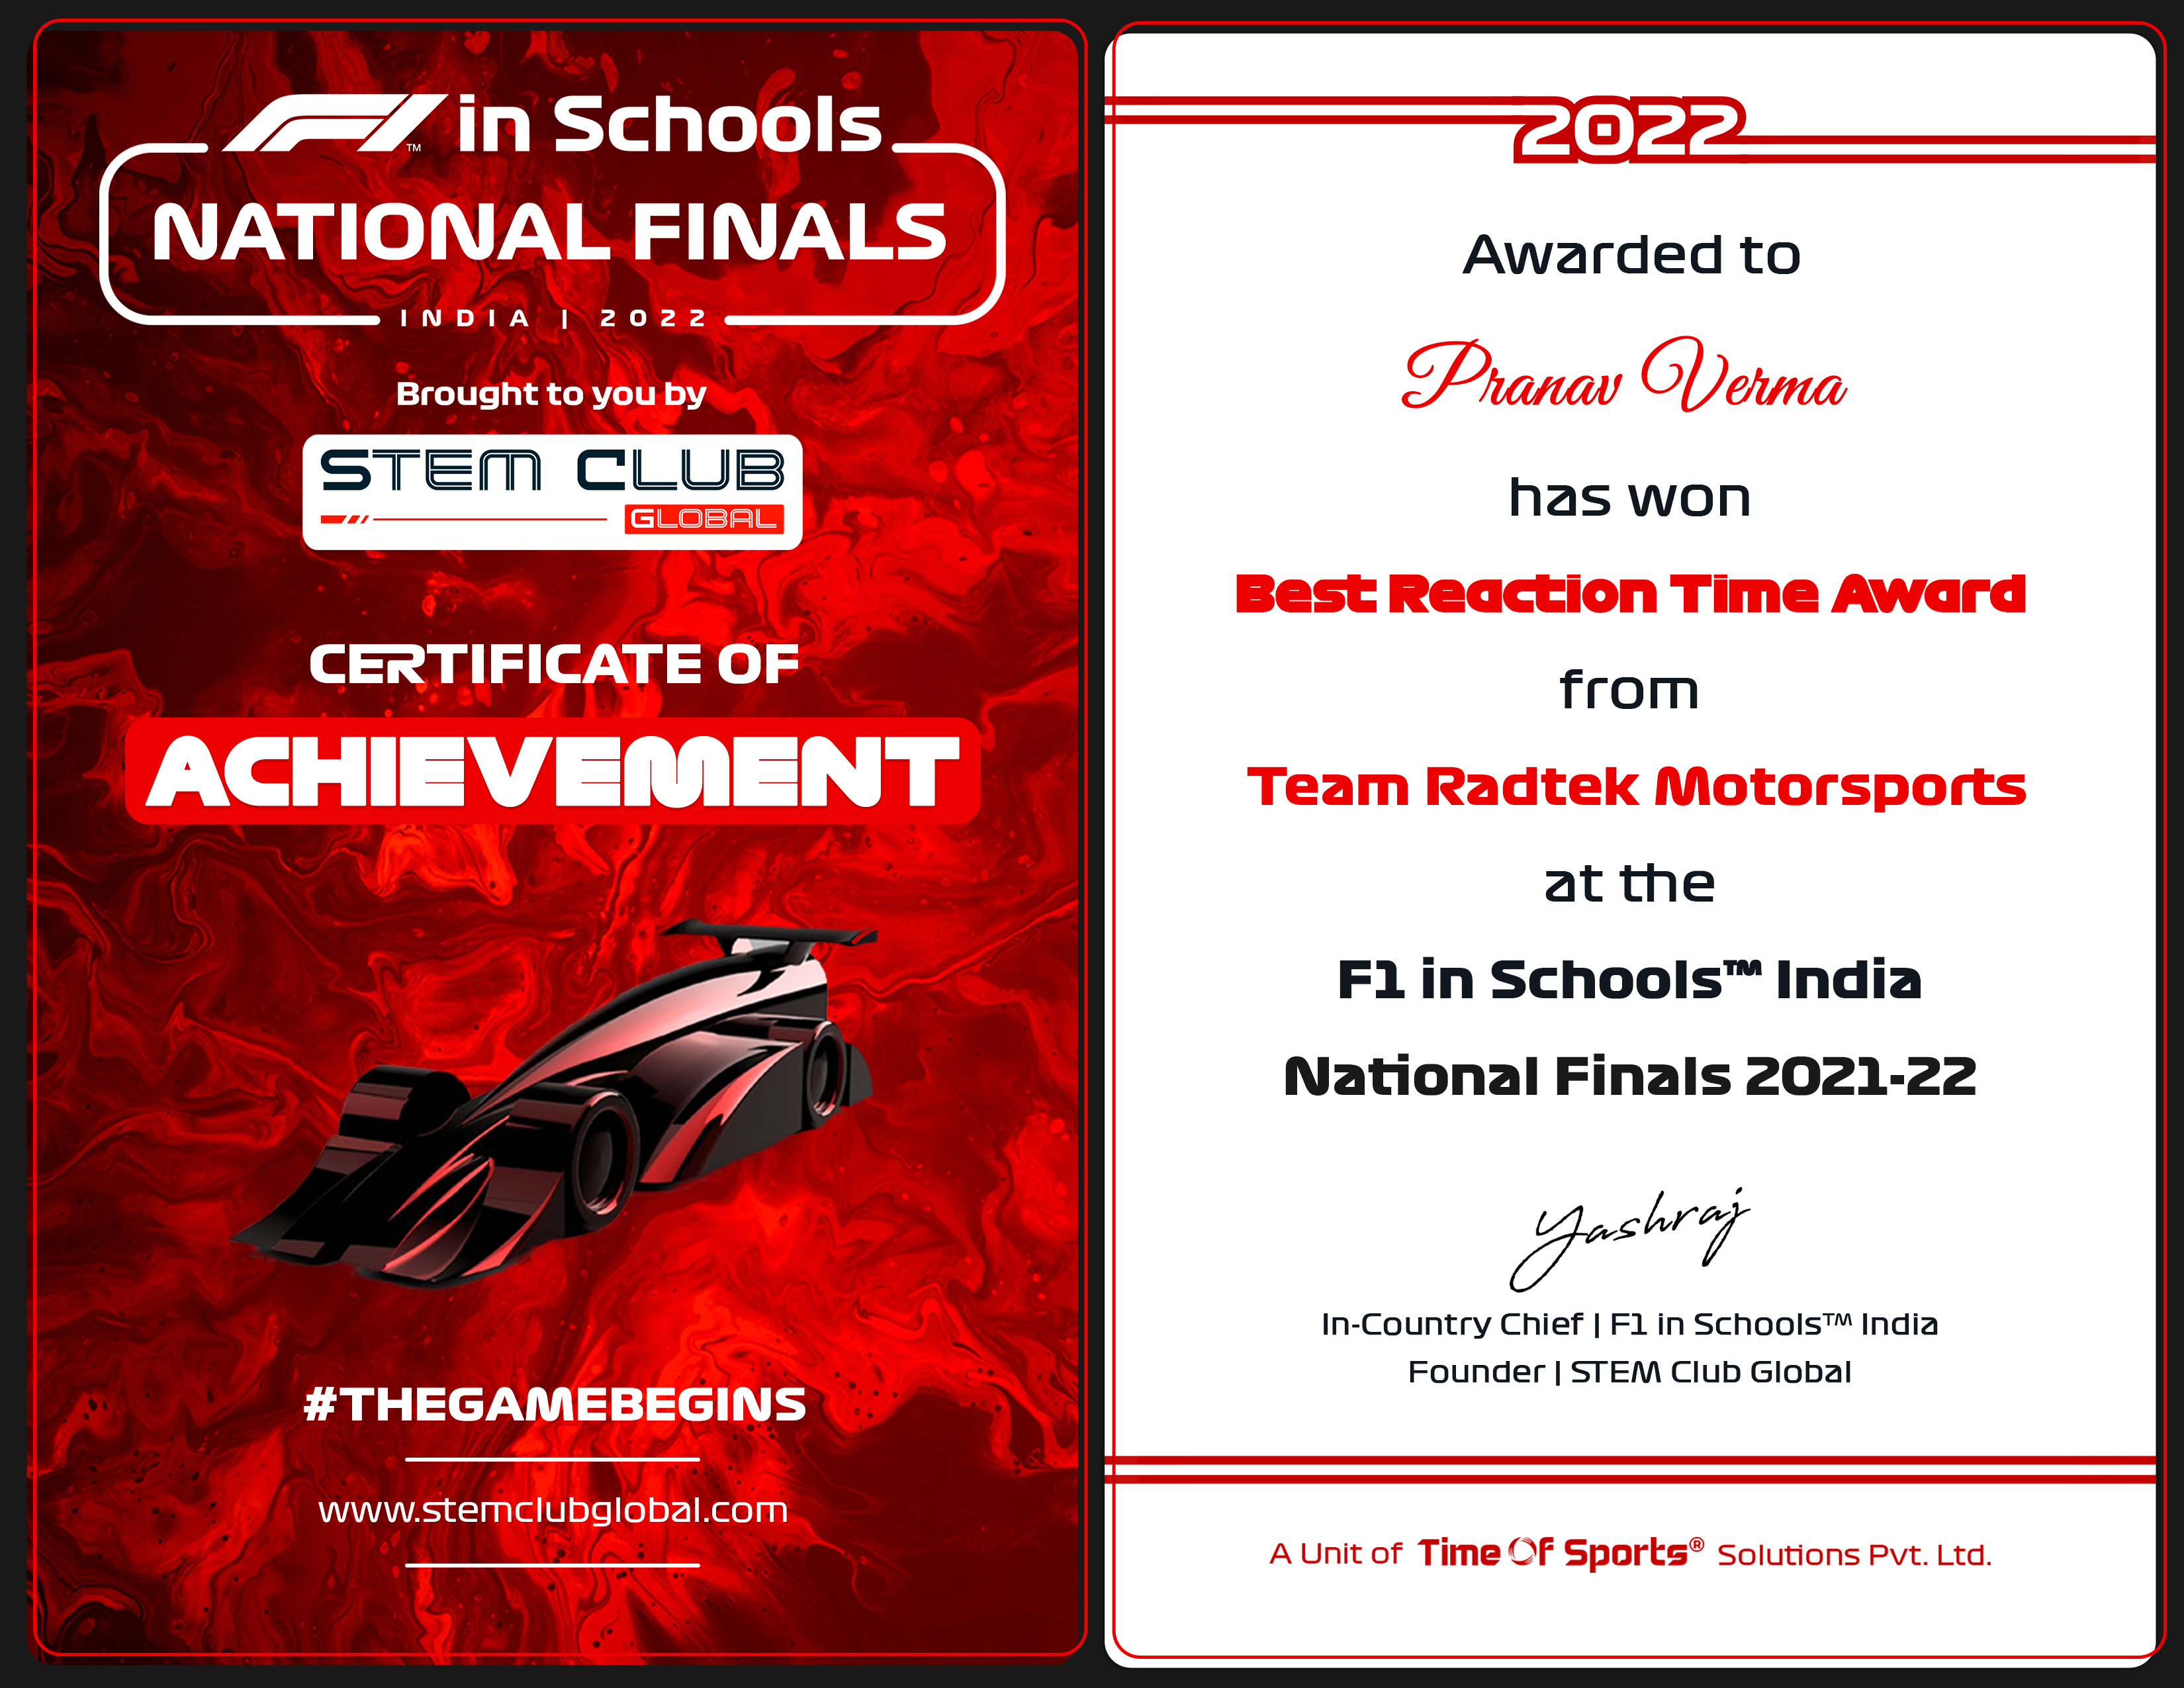 F1™ in Schools
NATIONAL FINALS
INDIA | 2022
Brought to you by
STEM CLUB
GLOBAL
CERTIFICATE OF
ACHIEVEMENT
#THEGAMEBEGINS
www.stemclubglobal.com
2022
Awarded to
Pranav Verma
has won
Best Reaction Time Award
from
Team Radtek Motorsports
at the
F1 in Schools™ India
National Finals 2021-22
Yashraj
In-Country Chief | F1 in Schools™ India
Founder | STEM Club Global
A Unit of Time Of Sports® Solutions Pvt. Ltd.